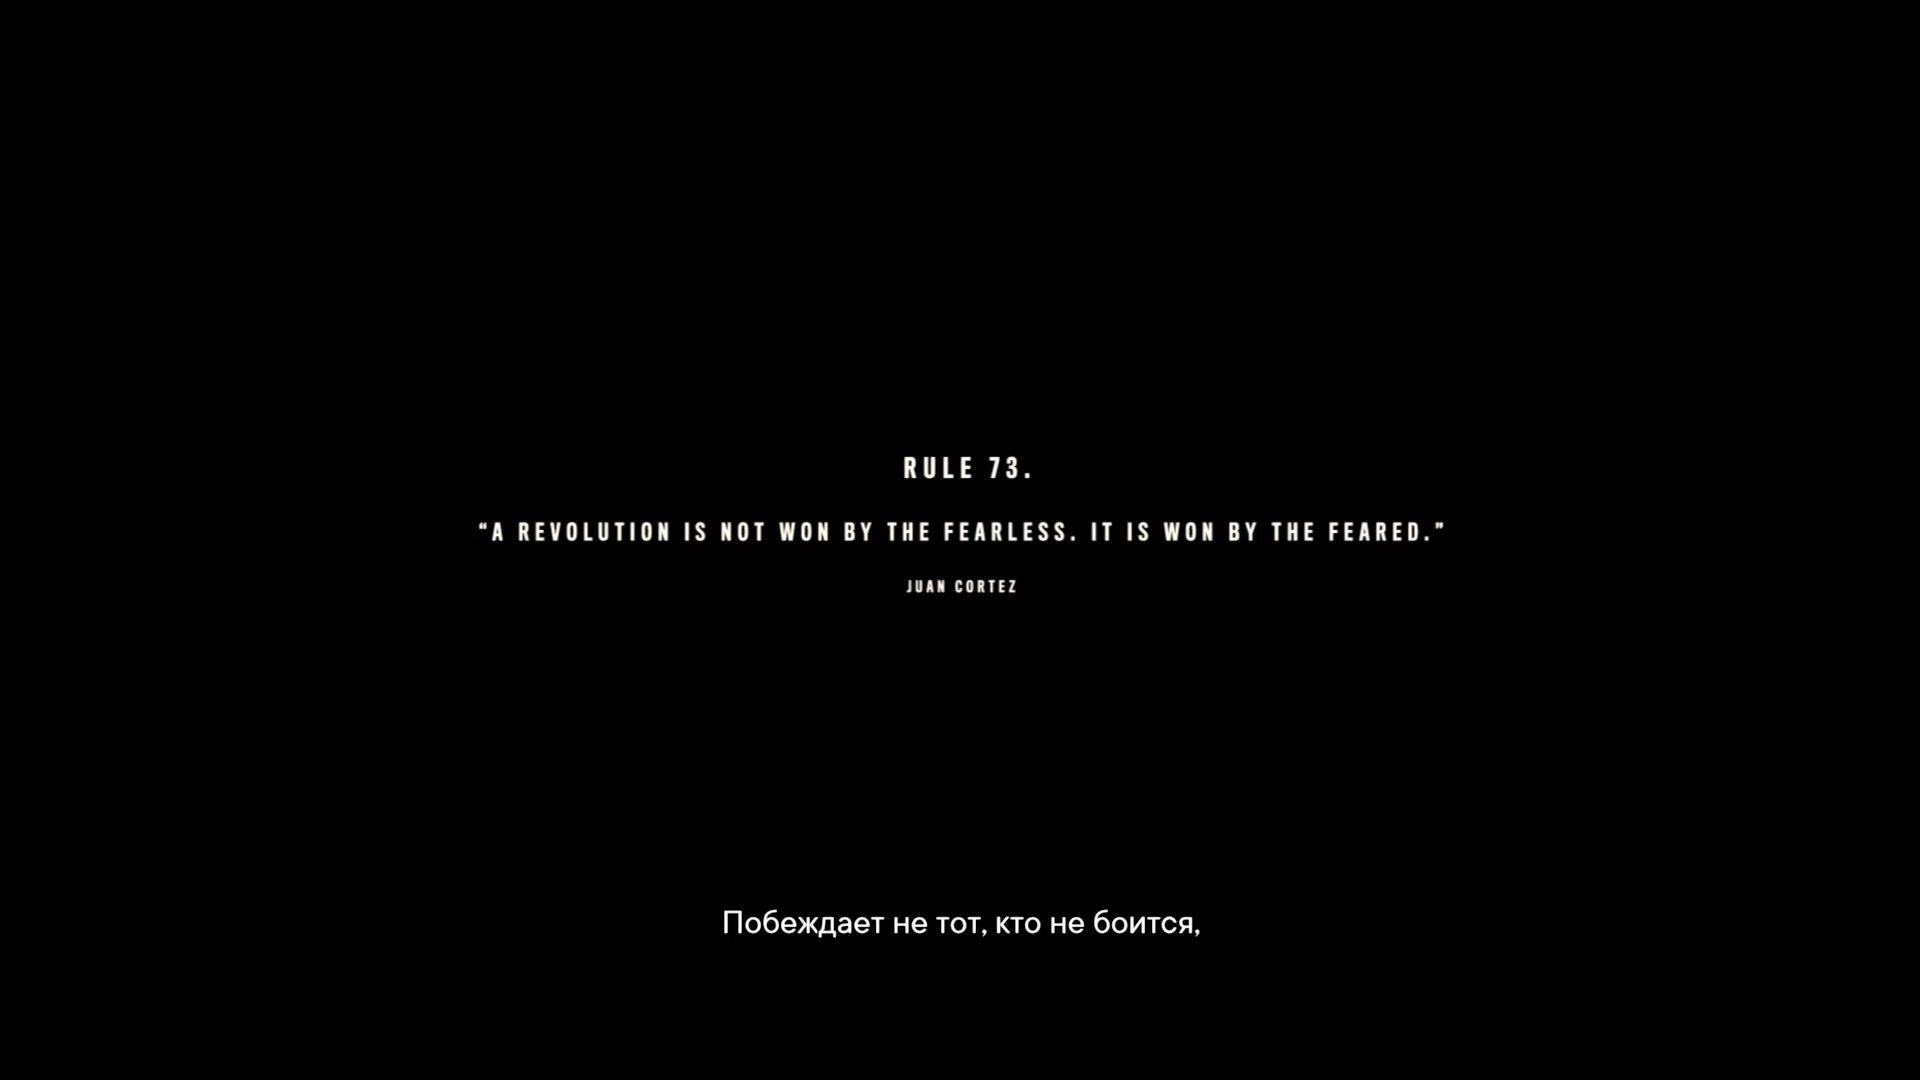 RULE 73.
“A REVOLUTION IS NOT WON BY THE FEARLESS. IT IS WON BY THE FEARED.”
JUAN CORTEZ
Побеждает не тот, кто не боится,